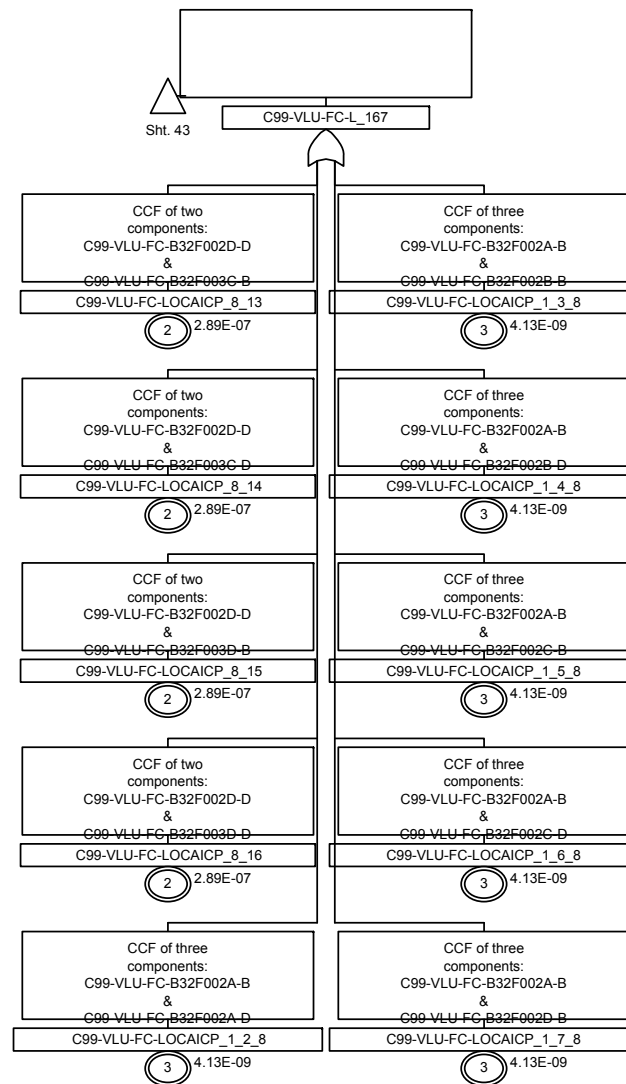 Sht. 43
C99-VLU-FC-L_167
CCF of two
components:
C99-VLU-FC-B32F002D-D
&
C99-VLU-FC-B32F003C-B
C99-VLU-FC-LOCAICP_8_13
2
2.89E-07
CCF of two
components:
C99-VLU-FC-B32F002D-D
&
C99-VLU-FC-B32F003C-D
C99-VLU-FC-LOCAICP_8_14
2
2.89E-07
CCF of two
components:
C99-VLU-FC-B32F002D-D
&
C99-VLU-FC-B32F003D-B
C99-VLU-FC-LOCAICP_8_15
2
2.89E-07
CCF of two
components:
C99-VLU-FC-B32F002D-D
&
C99-VLU-FC-B32F003D-D
C99-VLU-FC-LOCAICP_8_16
2
2.89E-07
CCF of three
components:
C99-VLU-FC-B32F002A-B
&
C99-VLU-FC-B32F002A-D
C99-VLU-FC-LOCAICP_1_2_8
3
4.13E-09
CCF of three
components:
C99-VLU-FC-B32F002A-B
&
C99-VLU-FC-B32F002B-B
C99-VLU-FC-LOCAICP_1_3_8
3
4.13E-09
CCF of three
components:
C99-VLU-FC-B32F002A-B
&
C99-VLU-FC-B32F002B-D
C99-VLU-FC-LOCAICP_1_4_8
3
4.13E-09
CCF of three
components:
C99-VLU-FC-B32F002A-B
&
C99-VLU-FC-B32F002C-B
C99-VLU-FC-LOCAICP_1_5_8
3
4.13E-09
CCF of three
components:
C99-VLU-FC-B32F002A-B
&
C99-VLU-FC-B32F002C-D
C99-VLU-FC-LOCAICP_1_6_8
3
4.13E-09
CCF of three
components:
C99-VLU-FC-B32F002A-B
&
C99-VLU-FC-B32F002D-B
C99-VLU-FC-LOCAICP_1_7_8
3
4.13E-09